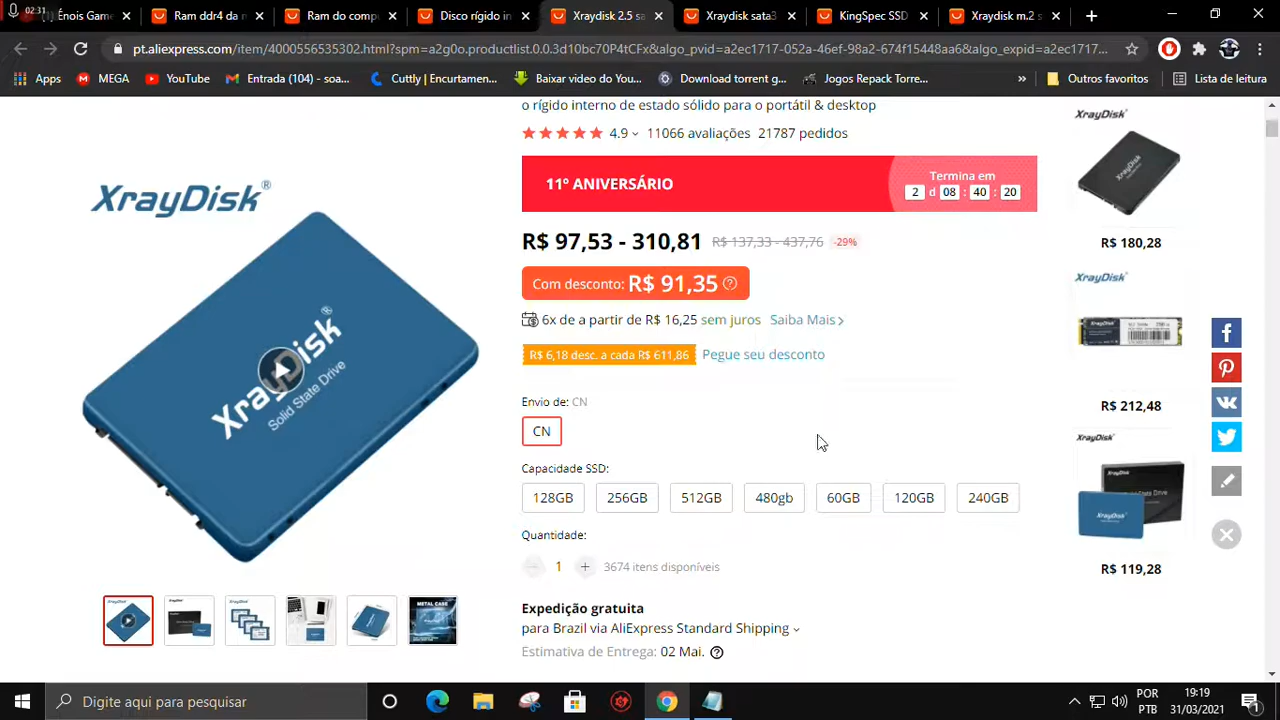 02:31
Énois Game
Ram ddr4 da m
Ram do compu
Disco rígido in
Xraydisk 2.5 sa
Xraydisk sata3
KingSpec SSD
Xraydisk m.2 s
pt.aliexpress.com/item/4000556535302.html?spm=a2g0o.productlist.0.0.3d10bc70P4tCFx&algo_pvid=a2ec1717-052a-46ef-98a2-674f15448aa6&algo_expid=a2ec1717...
Apps
MEGA
YouTube
Entrada (104) - soa...
Cuttly | Encurtamen...
Baixar vídeo do You...
Download torrent g...
Jogos Repack Torre...
»
Outros favoritos
Lista de leitura
o rígido interno de estado sólido para o portátil & desktop
4.9 11066 avaliações 21787 pedidos
11º ANIVERSÁRIO
Termina em
2 d 08 : 40 : 20
R$ 97,53 - 310,81 R$ 137,33 - 437,76 -29%
Com desconto: R$ 91,35
6x de a partir de R$ 16,25 sem juros Saiba Mais
R$ 6,18 desc. a cada R$ 611,86 Pegue seu desconto
Envio de: CN
CN
Capacidade SSD:
128GB 256GB 512GB 480gb 60GB 120GB 240GB
Quantidade:
1 + 3674 itens disponíveis
Expedição gratuita
para Brazil via AliExpress Standard Shipping
Estimativa de Entrega: 02 Mai.
XrayDisk®
XrayDisk®
Solid State Drive
XrayDisk
XrayDisk
METAL CASE
XrayDisk®
R$ 180,28
XrayDisk®
R$ 212,48
XrayDisk
R$ 119,28
Digite aqui para pesquisar
POR
PTB
19:19
31/03/2021
1